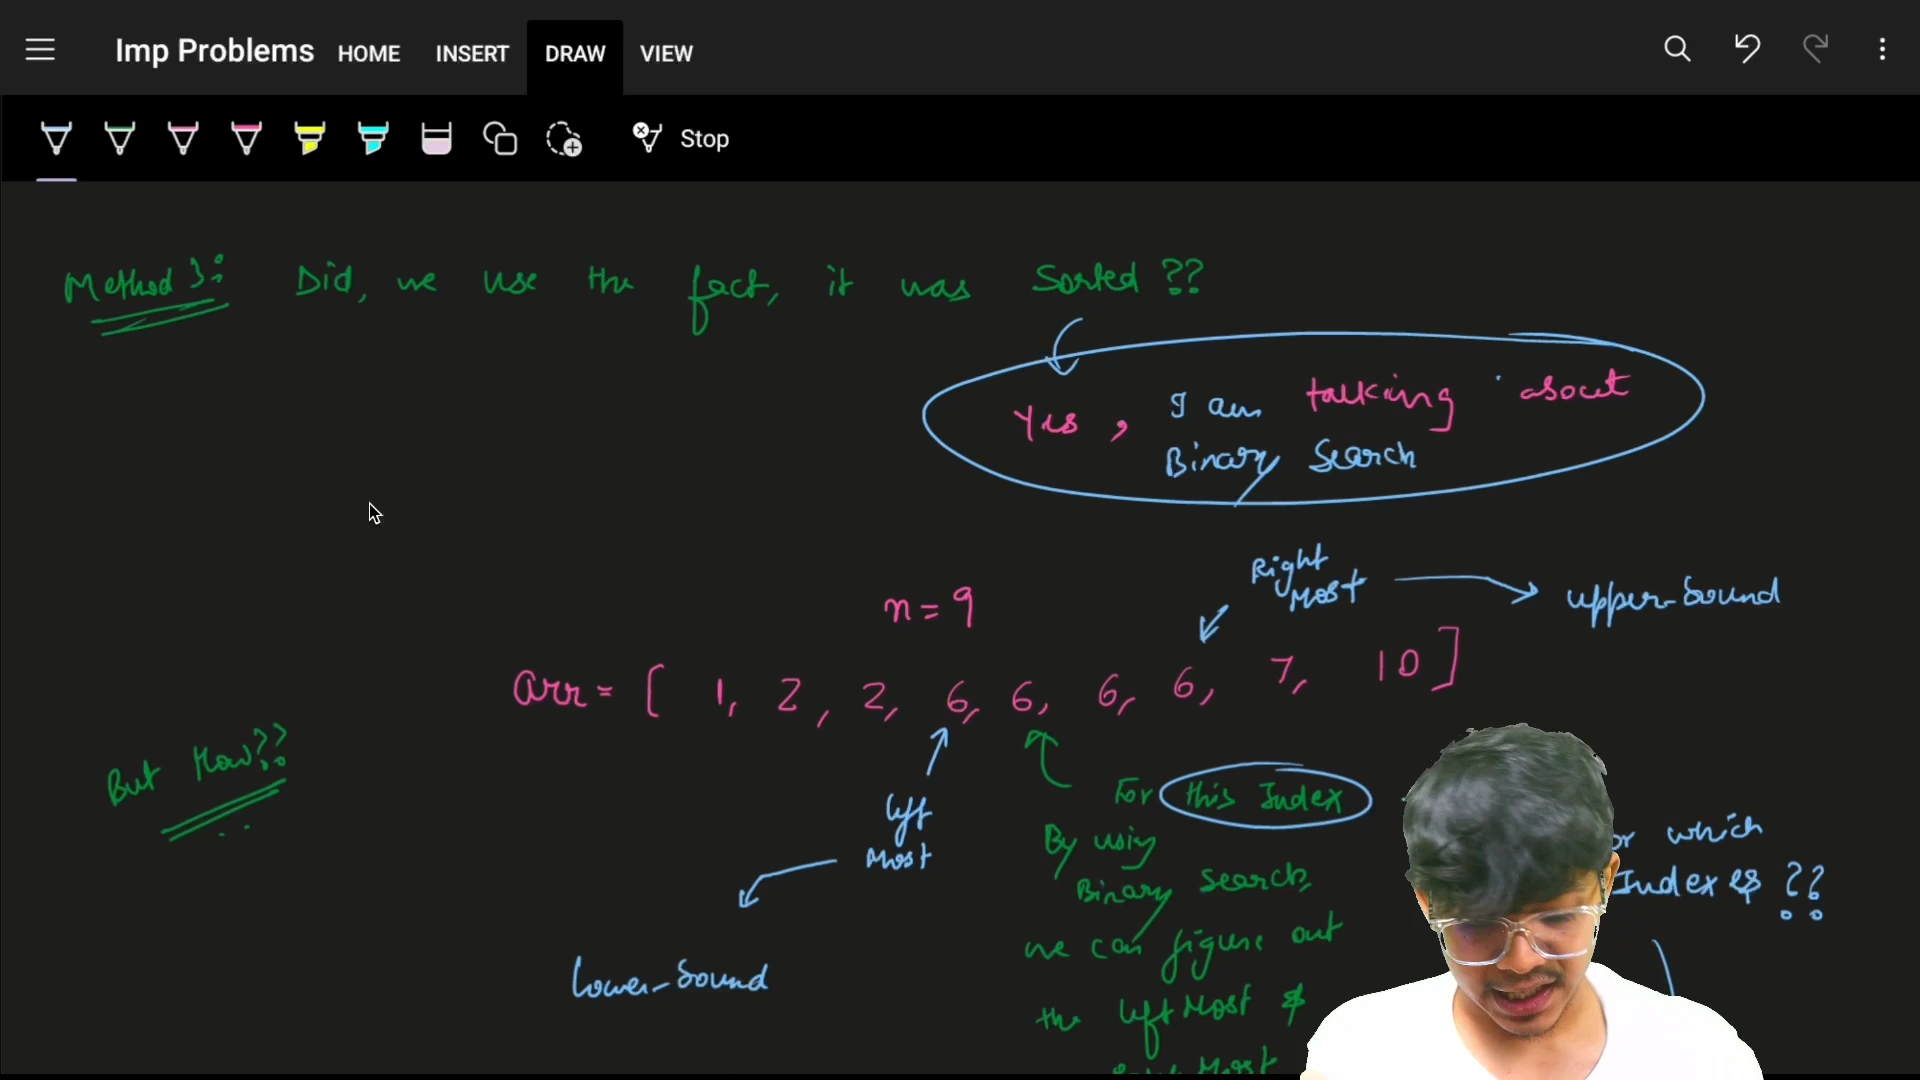 Imp Problems HOME INSERT DRAW VIEW
Stop
Method 3: Did, we use the fact, it was Sorted ??
Yes, I am talking about
Binary Search
n = 9
Right
Most
upper-bound
arr = [ 1, 2, 2, 6, 6, 6, 6, 7, 10 ]
But How??
left
Most
lower-bound
For this Index
By using
Binary Search,
we can figure out
the left Most &
Most
or which
Index
??